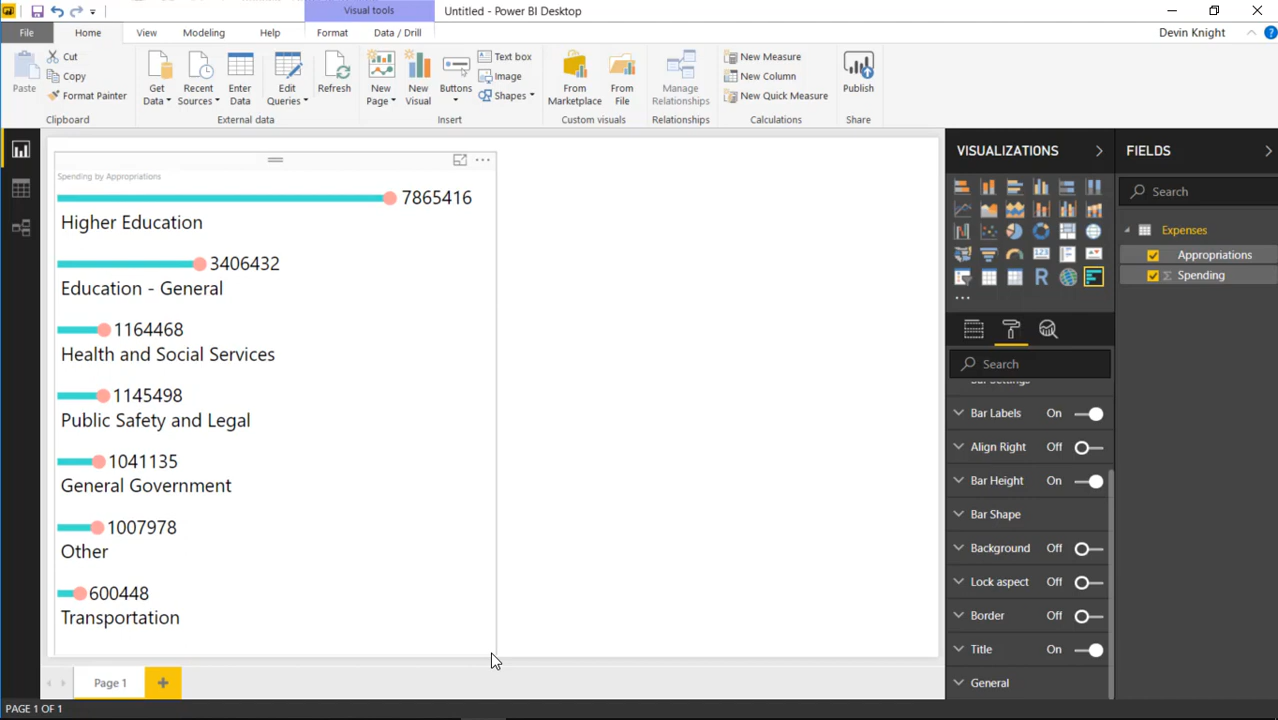 Visual tools
Untitled - Power BI Desktop
File
Home
View
Modeling
Help
Format
Data / Drill
Devin Knight
?
Paste
Cut
Copy
Format Painter
Clipboard
Get Data
Recent Sources
Enter Data
Edit Queries
Refresh
External data
New Page
New Visual
Buttons
Text box
Image
Shapes
Insert
From Marketplace
From File
Custom visuals
Manage Relationships
Relationships
New Measure
New Column
New Quick Measure
Calculations
Publish
Share
Spending by Appropriations
7865416
Higher Education
3406432
Education - General
1164468
Health and Social Services
1145498
Public Safety and Legal
1041135
General Government
1007978
Other
600448
Transportation
VISUALIZATIONS
R
Search
Bar Settings
Bar Labels On
Align Right Off
Bar Height On
Bar Shape
Background Off
Lock aspect Off
Border Off
Title On
General
FIELDS
Search
Expenses
Appropriations
Σ Spending
Page 1
PAGE 1 OF 1